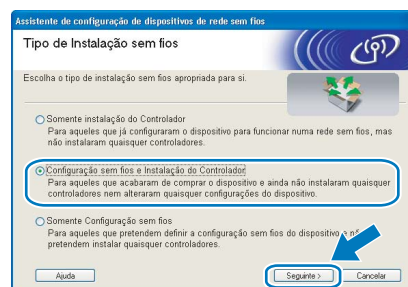 Assistente de configuração de dispositivos de rede sem fios
Tipo de Instalação sem fios
Escolha o tipo de instalação sem fios apropriada para si.
Somente instalação do Controlador
Para aqueles que já configuraram o dispositivo para funcionar numa rede sem fios, mas
não instalaram quaisquer controladores.
Configuração sem fios e Instalação do Controlador
Para aqueles que acabaram de comprar o dispositivo e ainda não instalaram quaisquer
controladores nem alteraram quaisquer configurações do dispositivo.
Somente Configuração sem fios
Para aqueles que pretendem definir a configuração sem fios do dispositivo e
pretendem instalar quaisquer controladores.
Ajuda
Seguinte >
Cancelar